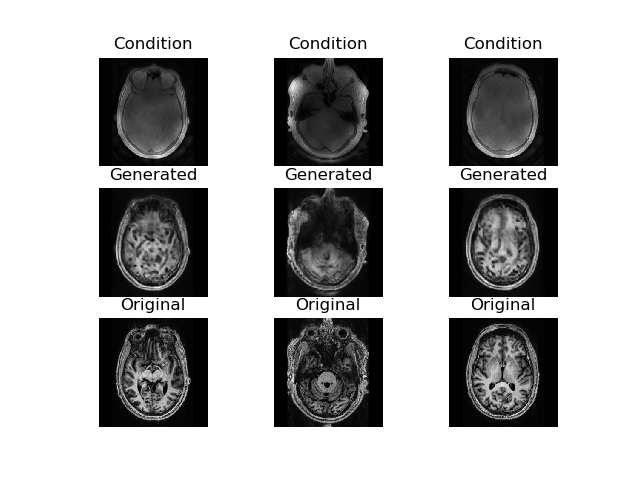 Condition Condition Condition
Generated Generated Generated
Original Original Original